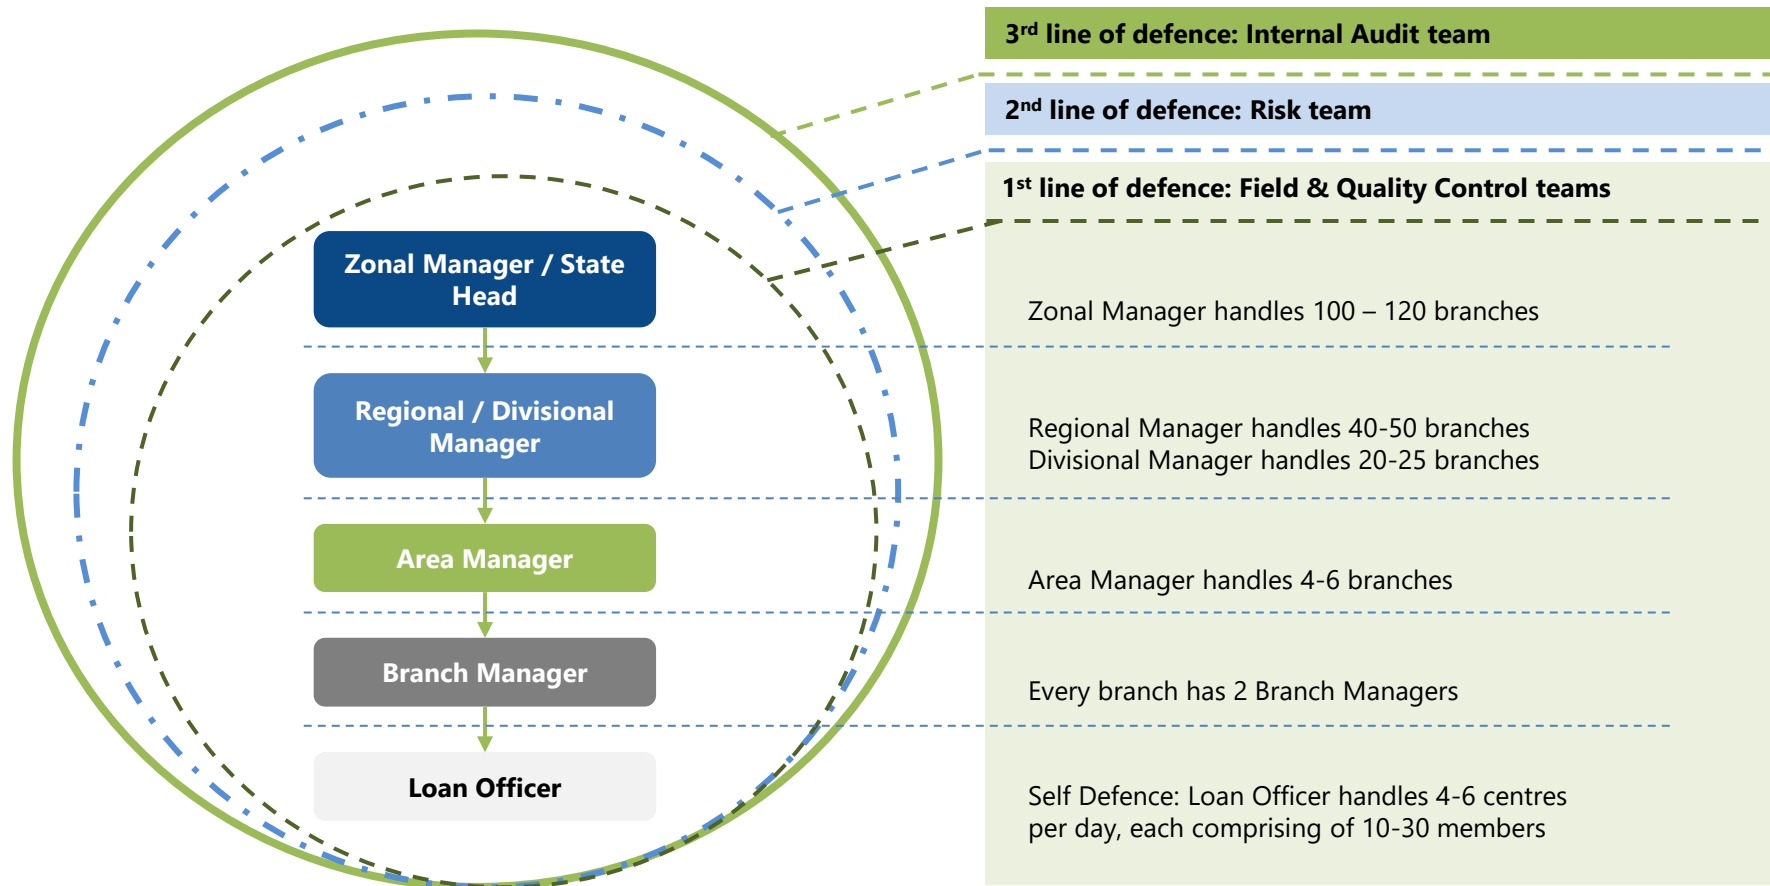 3rd line of defence: Internal Audit team
2nd line of defence: Risk team
1st line of defence: Field & Quality Control teams
Zonal Manager / State
Head
Zonal Manager handles 100 – 120 branches
Regional / Divisional
Manager
Regional Manager handles 40-50 branches
Divisional Manager handles 20-25 branches
Area Manager
Area Manager handles 4-6 branches
Branch Manager
Every branch has 2 Branch Managers
Loan Officer
Self Defence: Loan Officer handles 4-6 centres
per day, each comprising of 10-30 members